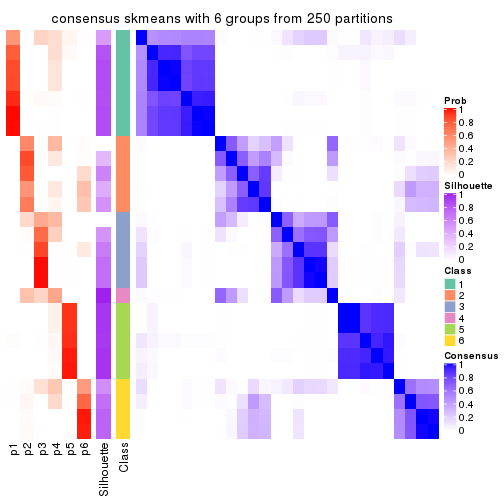 consensus skmeans with 6 groups from 250 partitions
Prob
1
0.8
0.6
0.4
0.2
0
Silhouette
1
0.8
0.6
0.4
0.2
0
Class
1
2
3
4
5
6
Consensus
1
0.8
0.6
0.4
0.2
0
p1
p2
p3
p4
p5
p6
Silhouette
Class